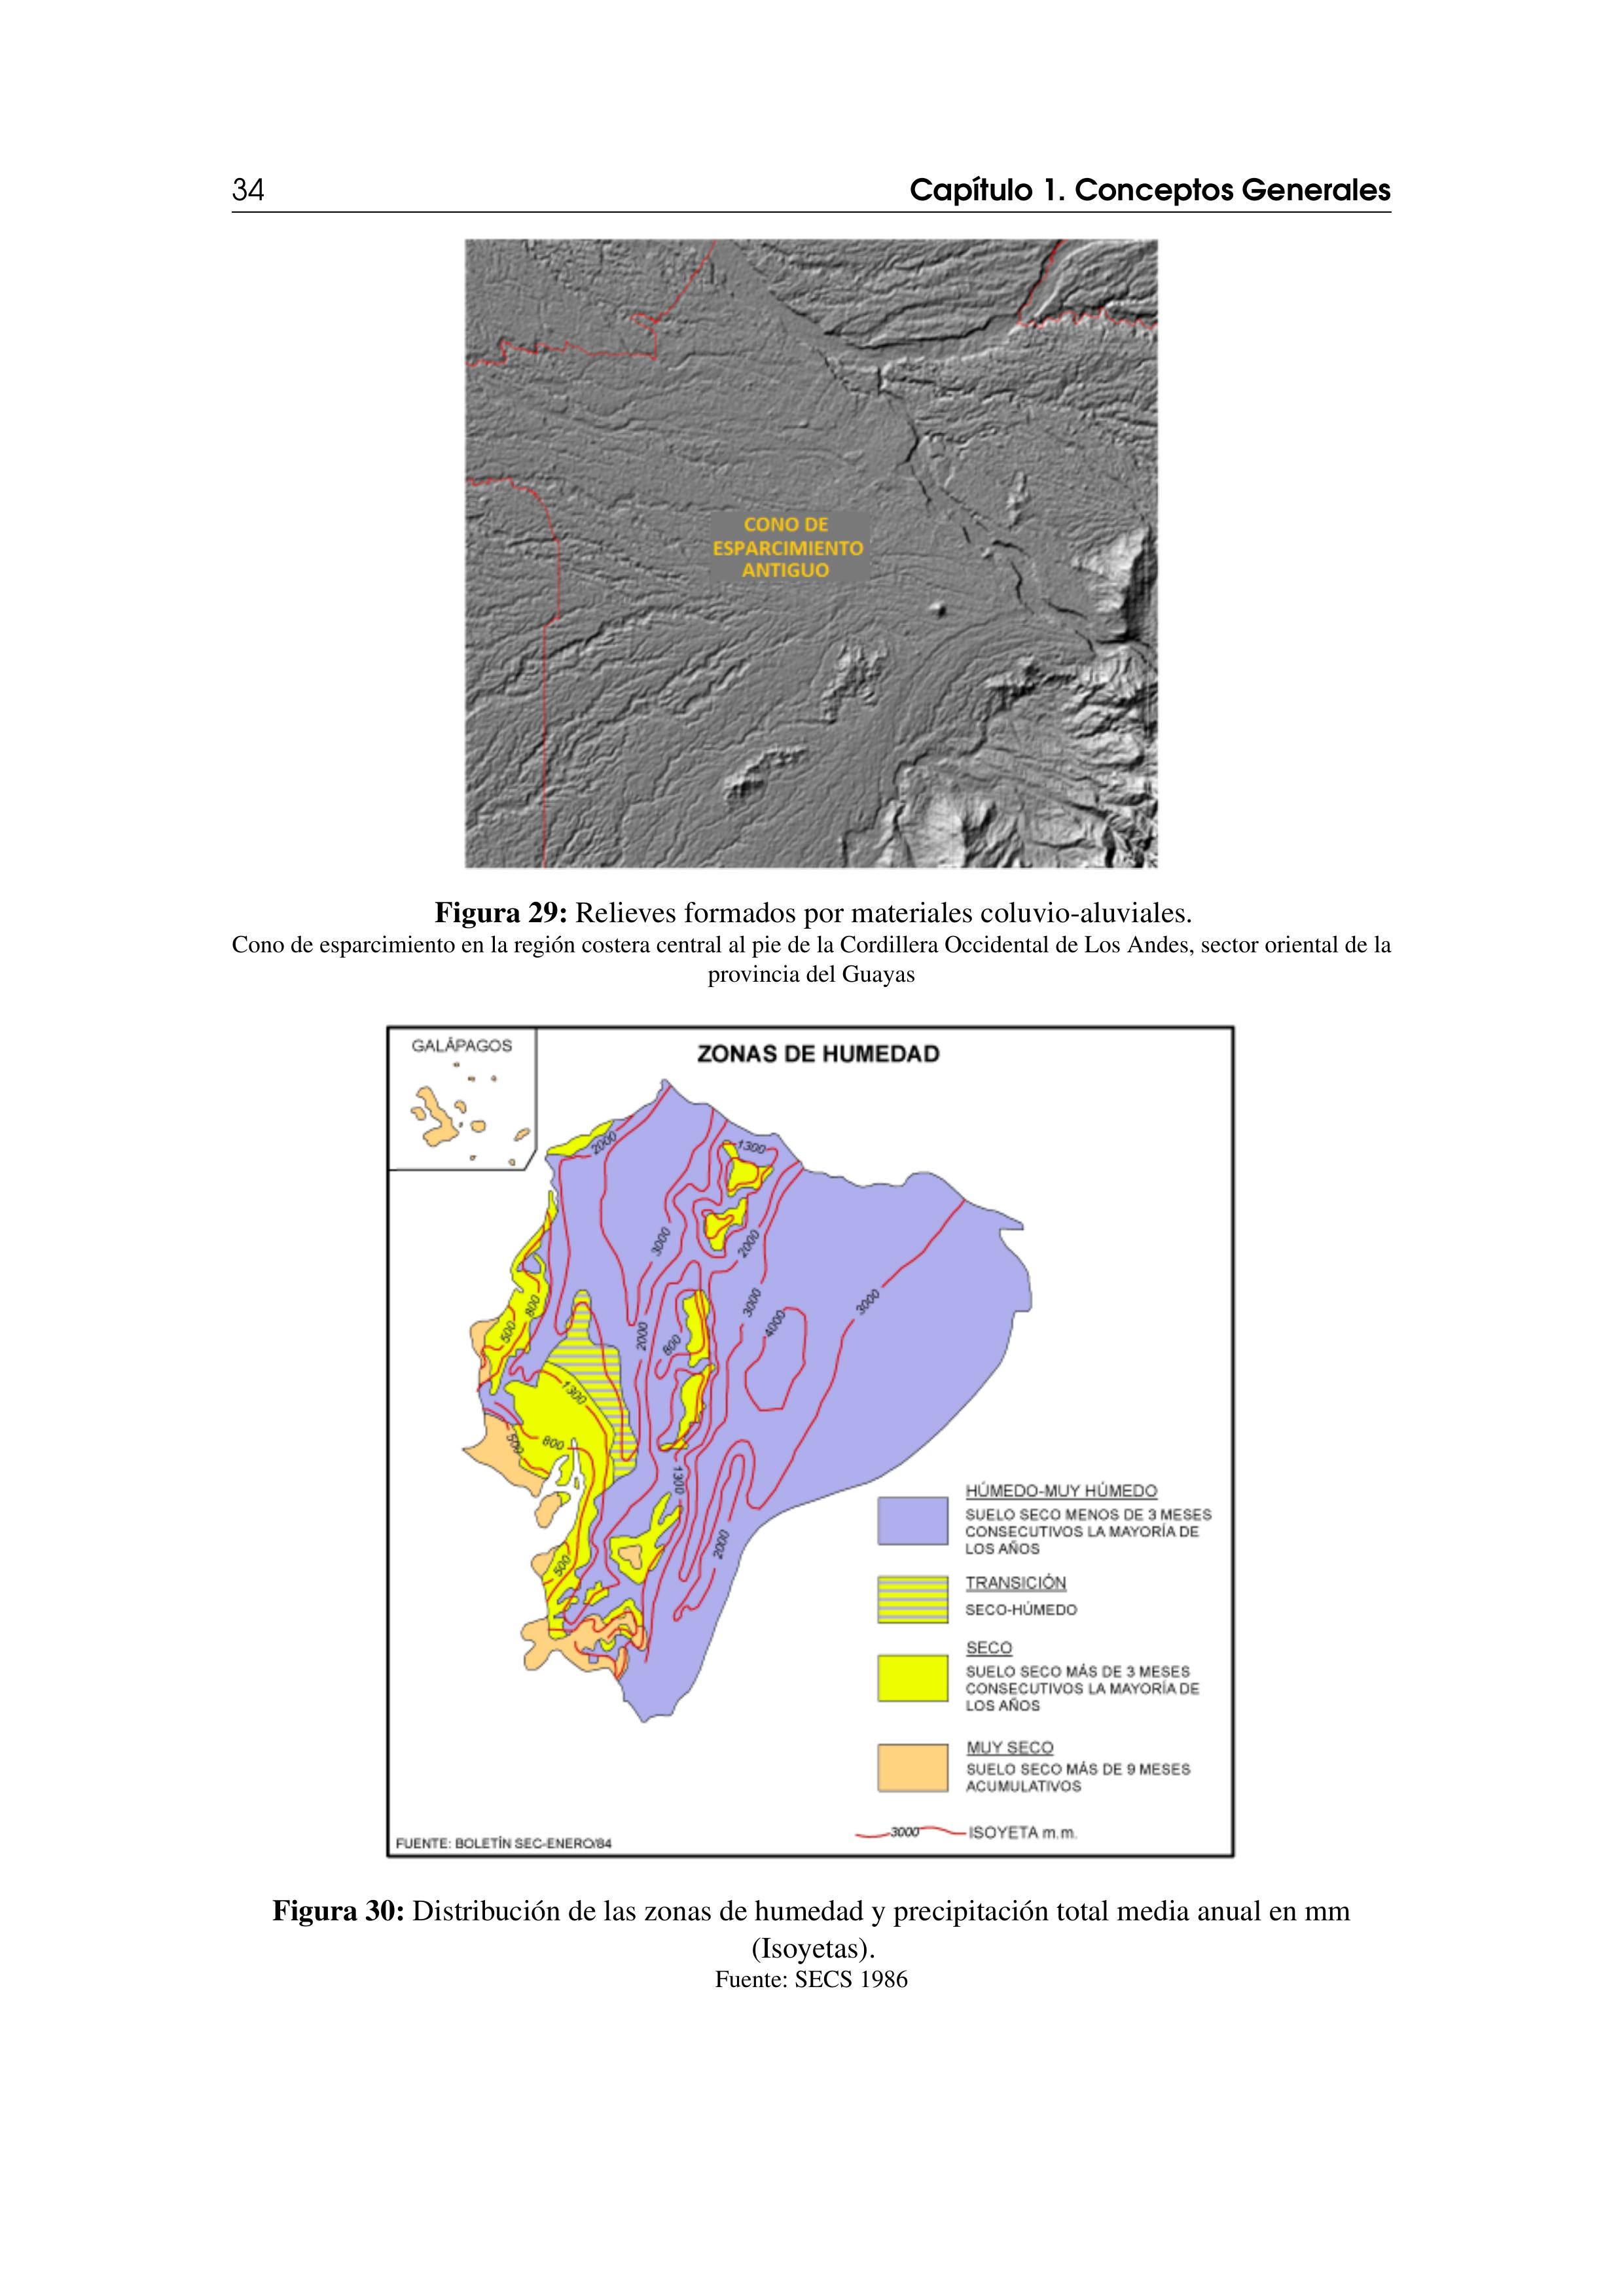 34
Capítulo 1. Conceptos Generales
CONO DE
ESPARCIMIENTO
ANTIGUO
Figura 29: Relieves formados por materiales coluvio-aluviales.
Cono de esparcimiento en la región costera central al pie de la Cordillera Occidental de Los Andes, sector oriental de la
provincia del Guayas
GALÁPAGOS
ZONAS DE HUMEDAD
2000
1300
3000
2000
800
500
3000
4000
3000
2000
800
1300
500
800
1300
2000
500
HÚMEDO-MUY HÚMEDO
SUELO SECO MENOS DE 3 MESES
CONSECUTIVOS LA MAYORÍA DE
LOS AÑOS
TRANSICIÓN
SECO-HÚMEDO
SECO
SUELO SECO MÁS DE 3 MESES
CONSECUTIVOS LA MAYORÍA DE
LOS AÑOS
MUY SECO
SUELO SECO MÁS DE 9 MESES
ACUMULATIVOS
3000 ISOYETA m.m.
FUENTE: BOLETÍN SEC-ENERO/84
Figura 30: Distribución de las zonas de humedad y precipitación total media anual en mm
(Isoyetas).
Fuente: SECS 1986